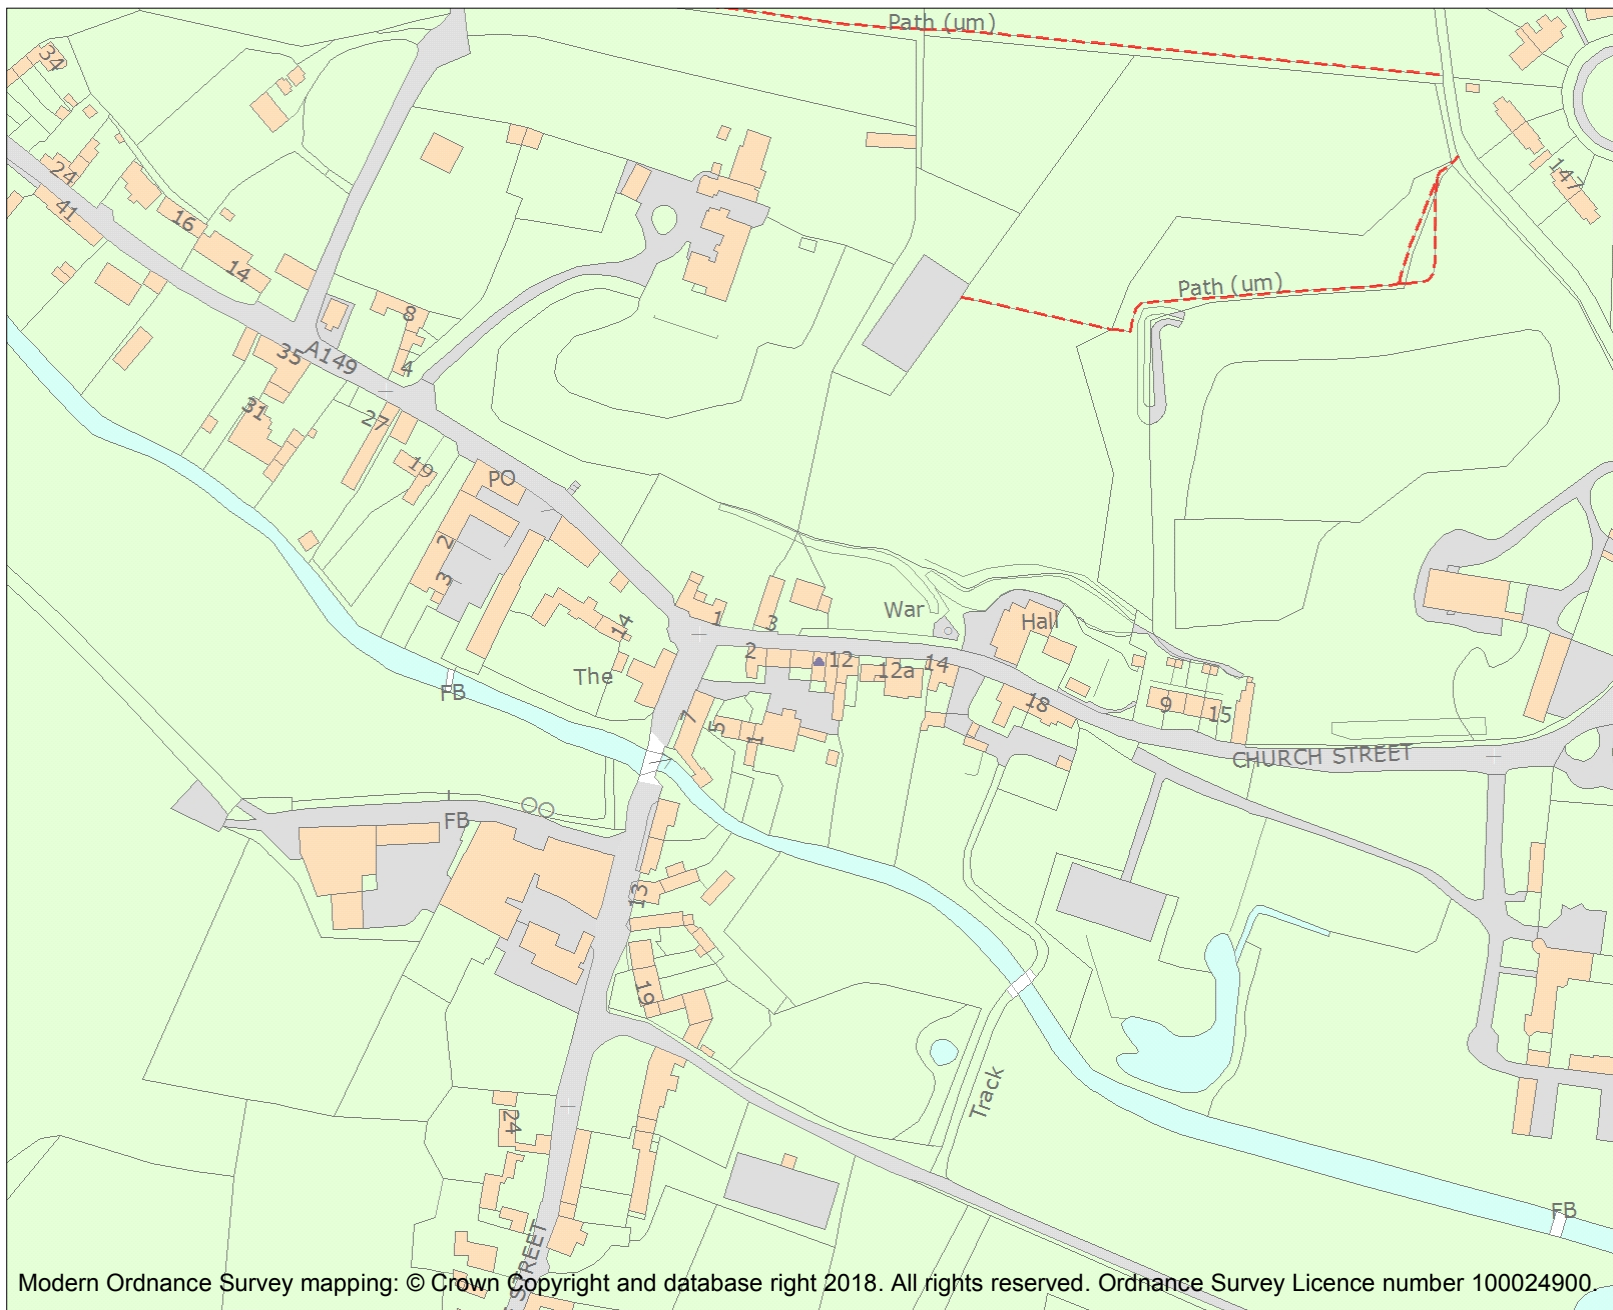 Path (um)
34
24
41
16
14
147
Path (um)
8
35
A149
4
31
27
19
PO
2
3
14
1
3
War
Hall
The
2
12
12a
14
FB
7
5
1
18
9
15
CHURCH STREET
FB
13
19
Track
24
FB
STREET
Modern Ordnance Survey mapping: © Crown Copyright and database right 2018. All rights reserved. Ordnance Survey Licence number 100024900.